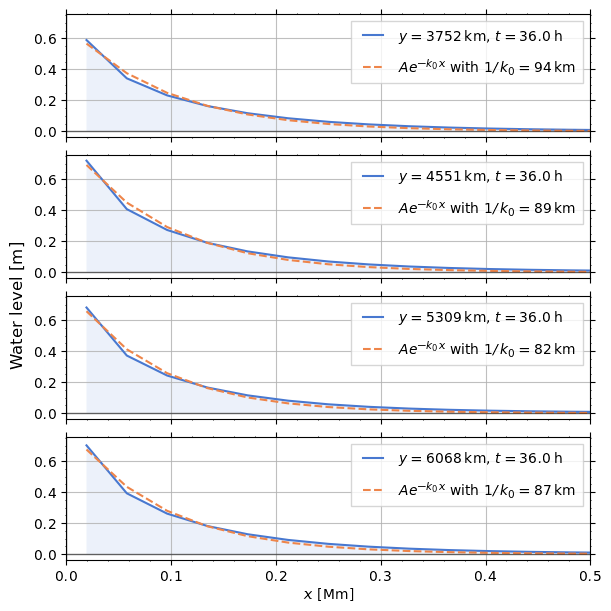 0.6
0.4
0.2
0.0
y = 3752 km, t = 36.0 h
Ae^{-k_0 x} with 1/k_0 = 94 km
0.6
0.4
0.2
0.0
y = 4551 km, t = 36.0 h
Ae^{-k_0 x} with 1/k_0 = 89 km
Water level [m]
0.6
0.4
0.2
0.0
y = 5309 km, t = 36.0 h
Ae^{-k_0 x} with 1/k_0 = 82 km
0.6
0.4
0.2
0.0
y = 6068 km, t = 36.0 h
Ae^{-k_0 x} with 1/k_0 = 87 km
0.0 0.1 0.2 0.3 0.4 0.5
x [Mm]